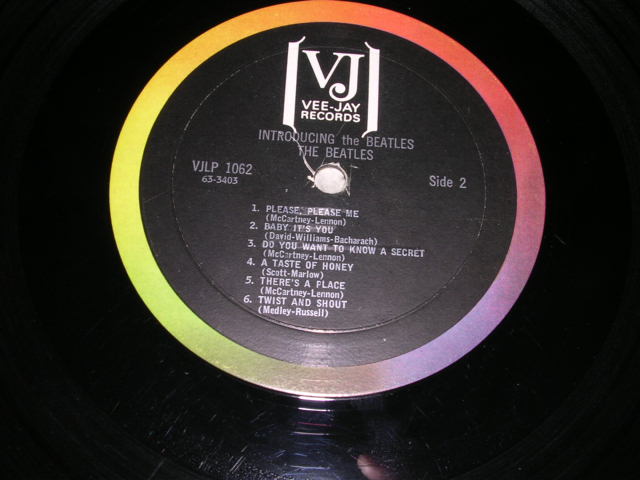 VJ
VEE-JAY
RECORDS
INTRODUCING the BEATLES
THE BEATLES
VJLP 1062
63-3403
Side 2
1. PLEASE, PLEASE ME
(McCartney-Lennon)
2. BABY IT'S YOU
(David-Williams-Bacharach)
3. DO YOU WANT TO KNOW A SECRET
(McCartney-Lennon)
4. A TASTE OF HONEY
(Scott-Marlow)
5. THERE'S A PLACE
(McCartney-Lennon)
6. TWIST AND SHOUT
(Medley-Russell)